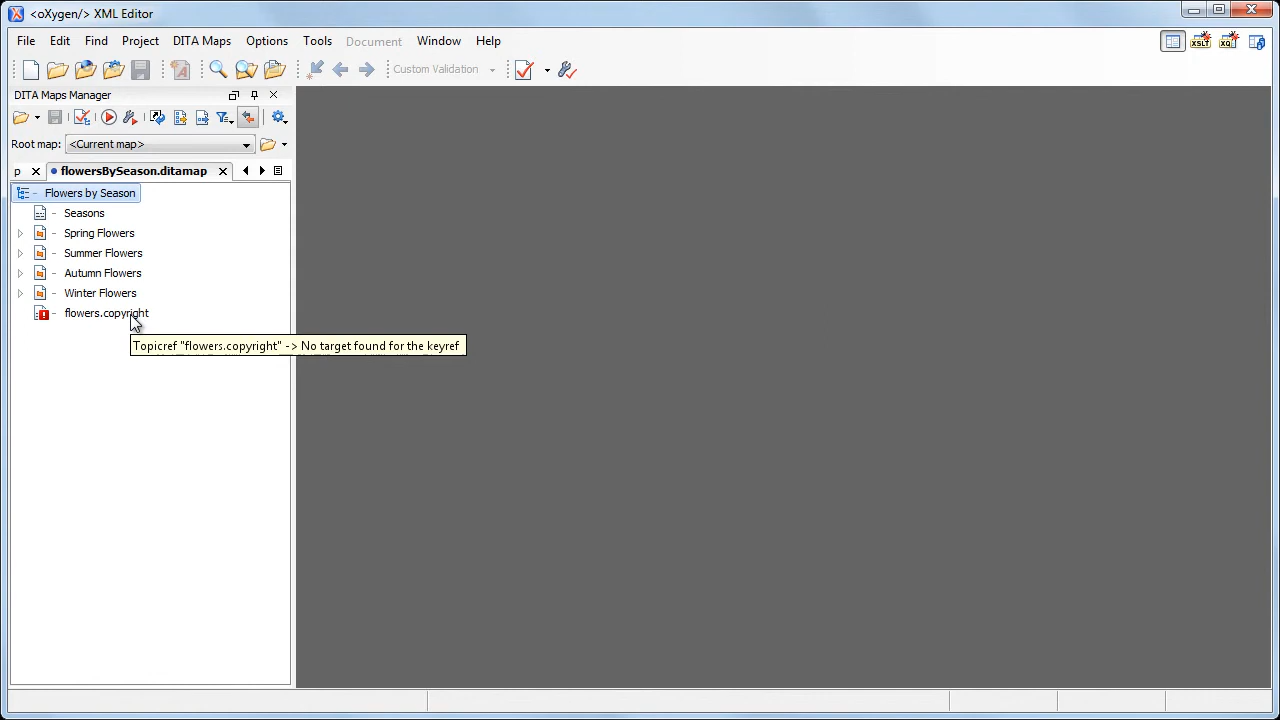 <oXygen/> XML Editor
File Edit Find Project DITA Maps Options Tools Document Window Help
Custom Validation
DITA Maps Manager
Root map: <Current map>
p flowersBySeason.ditamap
Flowers by Season
Seasons
Spring Flowers
Summer Flowers
Autumn Flowers
Winter Flowers
flowers.copyright
Topicref "flowers.copyright" -> No target found for the keyref